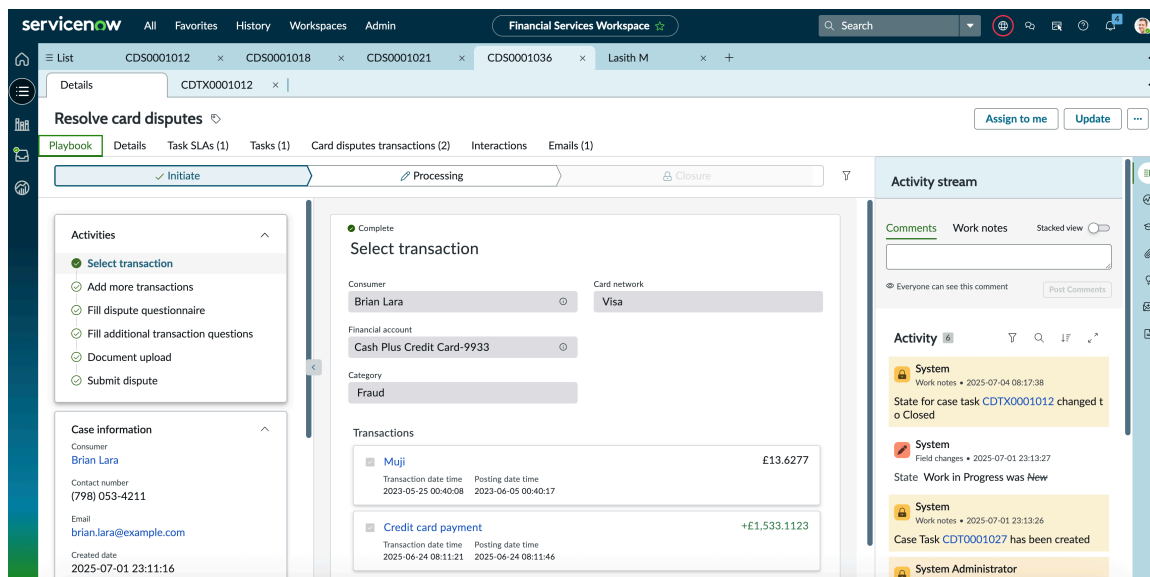 servicenow All Favorites History Workspaces Admin Financial Services Workspace Search 4
List CDS0001012 × CDS0001018 × CDS0001021 × CDS0001036 × Lasith M × +
Details CDTX0001012 ×
Resolve card disputes Assign to me Update ...
Playbook Details Task SLAs (1) Tasks (1) Card disputes transactions (2) Interactions Emails (1)
Initiate Processing Closure
Activities
Select transaction
Add more transactions
Fill dispute questionnaire
Fill additional transaction questions
Document upload
Submit dispute
Case information
Consumer
Brian Lara
Contact number
(798) 053-4211
Email
brian.lara@example.com
Created date
2025-07-01 23:11:16
Complete
Select transaction
Consumer Card network
Brian Lara Visa
Financial account
Cash Plus Credit Card-9933
Category
Fraud
Transactions
Muji £13.6277
Transaction date time Posting date time
2023-05-25 00:40:08 2023-06-05 00:40:17
Credit card payment +£1,533.1123
Transaction date time Posting date time
2025-06-24 08:11:21 2025-06-24 08:11:46
Activity stream
Comments Work notes Stacked view
Everyone can see this comment Post Comments
Activity 6
System
Work notes • 2025-07-04 08:17:38
State for case task CDTX0001012 changed t
o Closed
System
Field changes • 2025-07-01 23:13:27
State Work in Progress was New
System
Work notes • 2025-07-01 23:13:26
Case Task CDT0001027 has been created
System Administrator